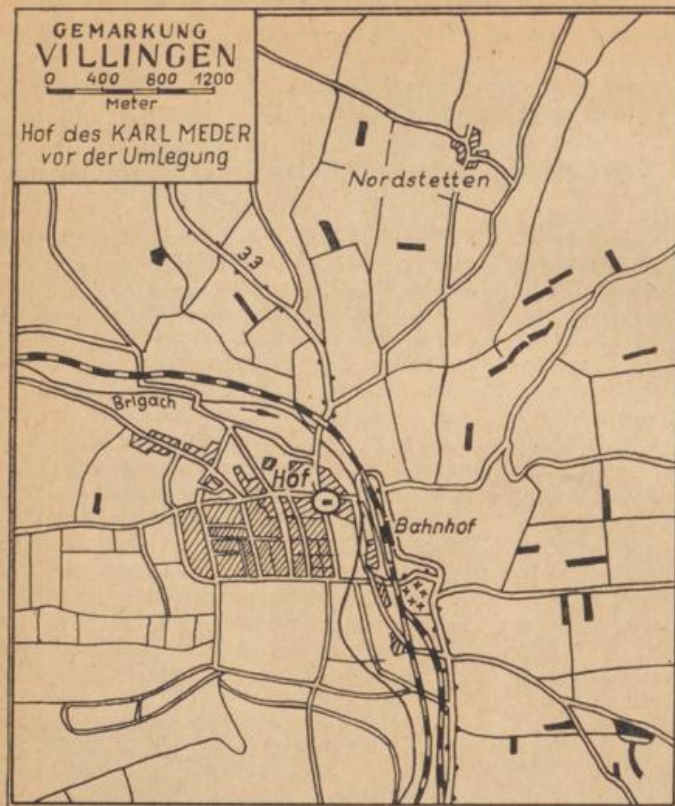 GEMARKUNG
VILLINGEN
0 400 800 1200
Meter
Hof des KARL MEDER
vor der Umlegung
Nordstetten
33
Brigach
Hof
Bahnhof